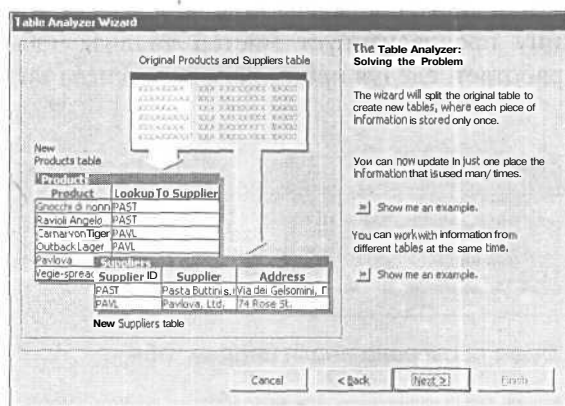 Table Analyzer Wizard
Original Products and Suppliers table
New
Products table
Products
Product Lookup To Supplier
Gnocchi di nonn PAST
Ravioli Angelo PAST
Carnarvon Tiger PAVL
Outback Lager PAVL
Pavlova
Vegie-spreac
Suppliers
Supplier ID Supplier Address
PAST Pasta Buttini s. Via dei Gelsomini,
PAVL Pavlova, Ltd. 74 Rose St.
New Suppliers table
The Table Analyzer:
Solving the Problem
The wizard will split the original table to
create new tables, where each piece of
information is stored only once.
You can now update in just one place the
information that is used many times.
Show me an example.
You can work with information from
different tables at the same time.
Show me an example.
Cancel
< Back
Next >
Finish